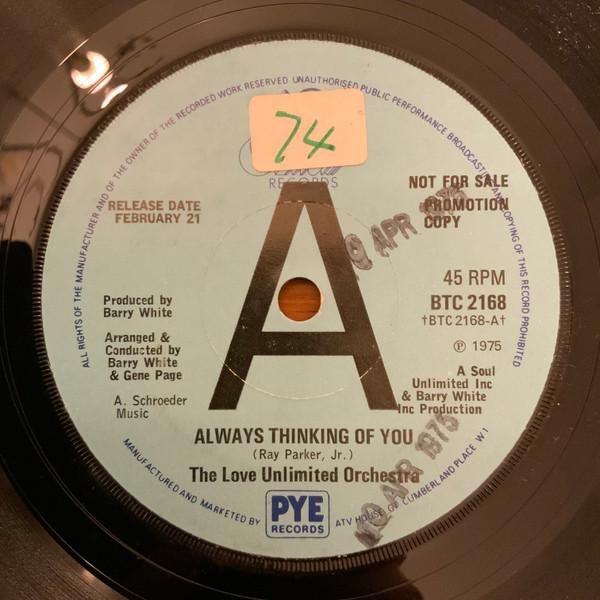 ALL RIGHTS OF THE MANUFACTURER AND OF THE OWNER OF THE RECORDED WORK RESERVED UNAUTHORISED PUBLIC PERFORMANCE BROADCASTING AND COPYING OF THIS RECORD PROHIBITED
74
RECORDS
RELEASE DATE
FEBRUARY 21
NOT FOR SALE
PROMOTION
COPY
APR
A
45 RPM
BTC 2168
†BTC 2168-A†
℗ 1975
Produced by
Barry White
Arranged &
Conducted by
Barry White
& Gene Page
A. Schroeder
Music
A Soul
Unlimited Inc
& Barry White
Inc Production
ALWAYS THINKING OF YOU
(Ray Parker, Jr.)
The Love Unlimited Orchestra
APR 1975
MANUFACTURED AND MARKETED BY
PYE
RECORDS
ATV HOUSE CUMBERLAND PLACE W1